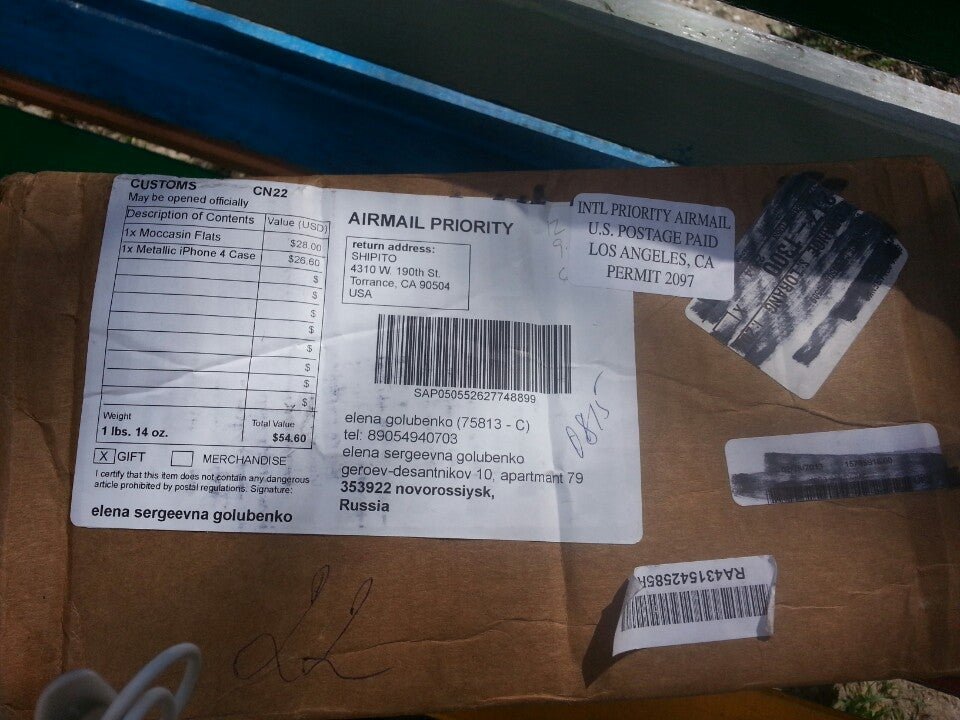 CUSTOMS CN22
May be opened officially
Description of Contents Value (USD)
1x Moccasin Flats $28.00
1x Metallic iPhone 4 Case $26.60
$
$
$
$
$
$
$
$
Weight Total Value
1 lbs. 14 oz. $54.60
X GIFT MERCHANDISE
I certify that this item does not contain any dangerous
article prohibited by postal regulations. Signature:
elena sergeevna golubenko
AIRMAIL PRIORITY
return address:
SHIPITO
4310 W. 190th St.
Torrance, CA 90504
USA
SAP050552627748899
elena golubenko (75813 - C)
tel: 89054940703
elena sergeevna golubenko
geroev-desantnikov 10, apartment 79
353922 novorossiysk,
Russia
INTL PRIORITY AIRMAIL
U.S. POSTAGE PAID
LOS ANGELES, CA
PERMIT 2097
RA431542585R